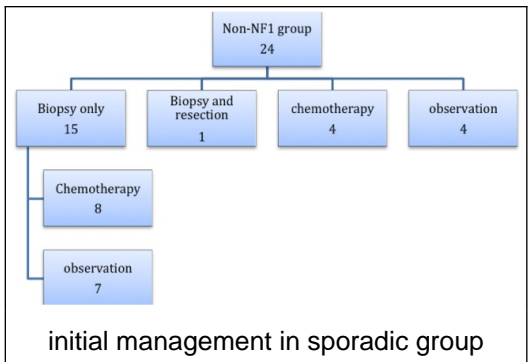 Non-NF1 group
24
Biopsy only
15
Biopsy and
resection
1
chemotherapy
4
observation
4
Chemotherapy
8
observation
7
initial management in sporadic group